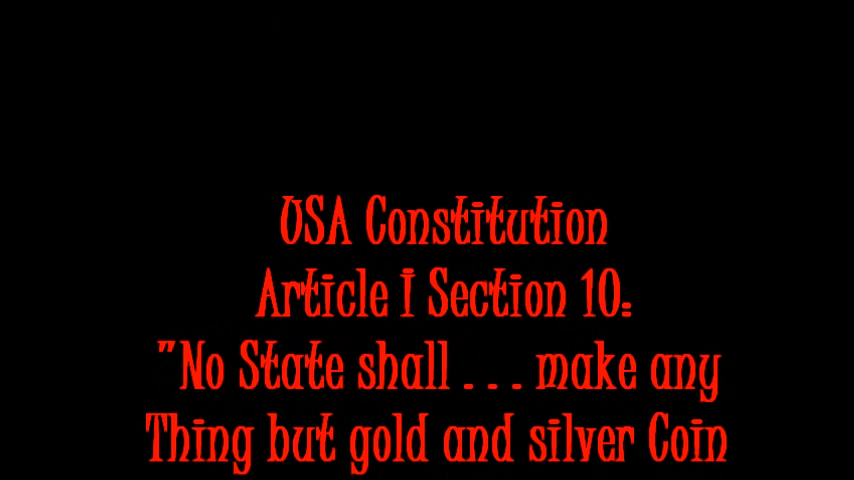 USA Constitution
Article I Section 10:
"No State shall . . . make any
Thing but gold and silver Coin